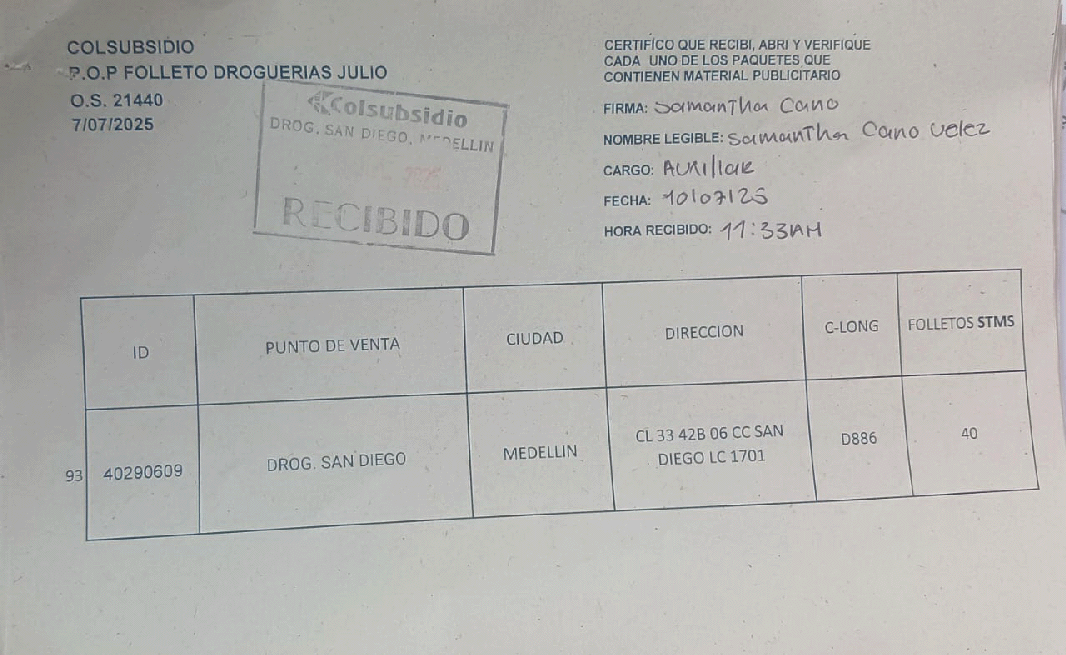 COLSUBSIDIO
P.O.P FOLLETO DROGUERIAS JULIO
O.S. 21440
7/07/2025
Colsubsidio
DROG. SAN DIEGO, MEDELLIN
RECIBIDO
CERTIFICO QUE RECIBI, ABRI Y VERIFIQUE
CADA UNO DE LOS PAQUETES QUE
CONTIENEN MATERIAL PUBLICITARIO
FIRMA: Samantha Cano
NOMBRE LEGIBLE: Samantha Cano Velez
CARGO: Auxiliar
FECHA: 10/07/25
HORA RECIBIDO: 11:33AM
ID PUNTO DE VENTA CIUDAD DIRECCION C-LONG FOLLETOS STMS
93 40290609 DROG. SAN DIEGO MEDELLIN CL 33 42B 06 CC SAN DIEGO LC 1701 D886 40